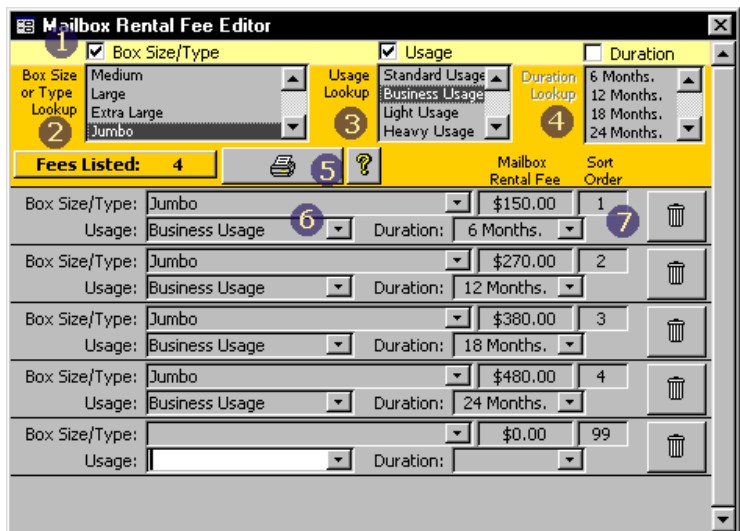 Mailbox Rental Fee Editor
1 Box Size/Type Usage Duration
Box Size or Type Lookup
2
Medium
Large
Extra Large
Jumbo
Usage Lookup
3
Standard Usage
Business Usage
Light Usage
Heavy Usage
Duration Lookup
4
6 Months.
12 Months.
18 Months.
24 Months.
Fees Listed: 4
5 ?
Mailbox Rental Fee
Sort Order
Box Size/Type: Jumbo $150.00 1
Usage: Business Usage 6 Duration: 6 Months. 7
Box Size/Type: Jumbo $270.00 2
Usage: Business Usage Duration: 12 Months.
Box Size/Type: Jumbo $380.00 3
Usage: Business Usage Duration: 18 Months.
Box Size/Type: Jumbo $480.00 4
Usage: Business Usage Duration: 24 Months.
Box Size/Type: $0.00 99
Usage: Duration: